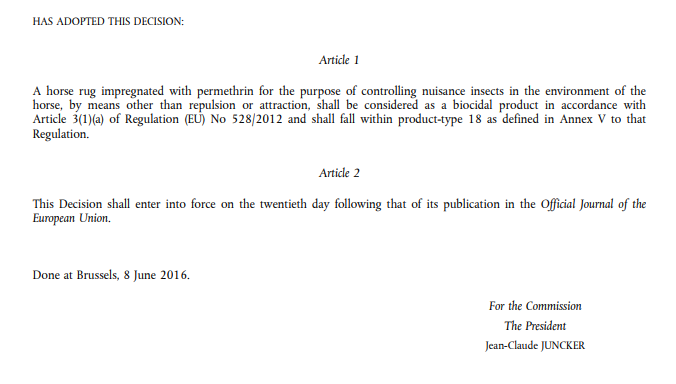 HAS ADOPTED THIS DECISION:
Article 1
A horse rug impregnated with permethrin for the purpose of controlling nuisance insects in the environment of the
horse, by means other than repulsion or attraction, shall be considered as a biocidal product in accordance with
Article 3(1)(a) of Regulation (EU) No 528/2012 and shall fall within product-type 18 as defined in Annex V to that
Regulation.
Article 2
This Decision shall enter into force on the twentieth day following that of its publication in the Official Journal of the
European Union.
Done at Brussels, 8 June 2016.
For the Commission
The President
Jean-Claude JUNCKER